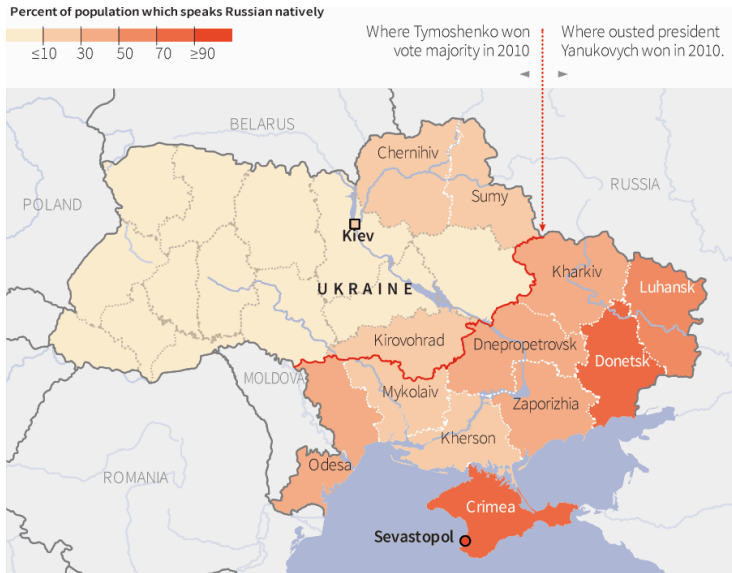 Percent of population which speaks Russian natively
≤10 30 50 70 ≥90
Where Tymoshenko won
vote majority in 2010
Where ousted president
Yanukovych won in 2010.
BELARUS
Chernihiv
POLAND
RUSSIA
Sumy
Kiev
Kharkiv
UKRAINE
Luhansk
Kirovohrad
Dnepropetrovsk
Donetsk
MOLDOVA
Mykolaiv
Zaporizhia
Kherson
Odesa
ROMANIA
Crimea
Sevastopol